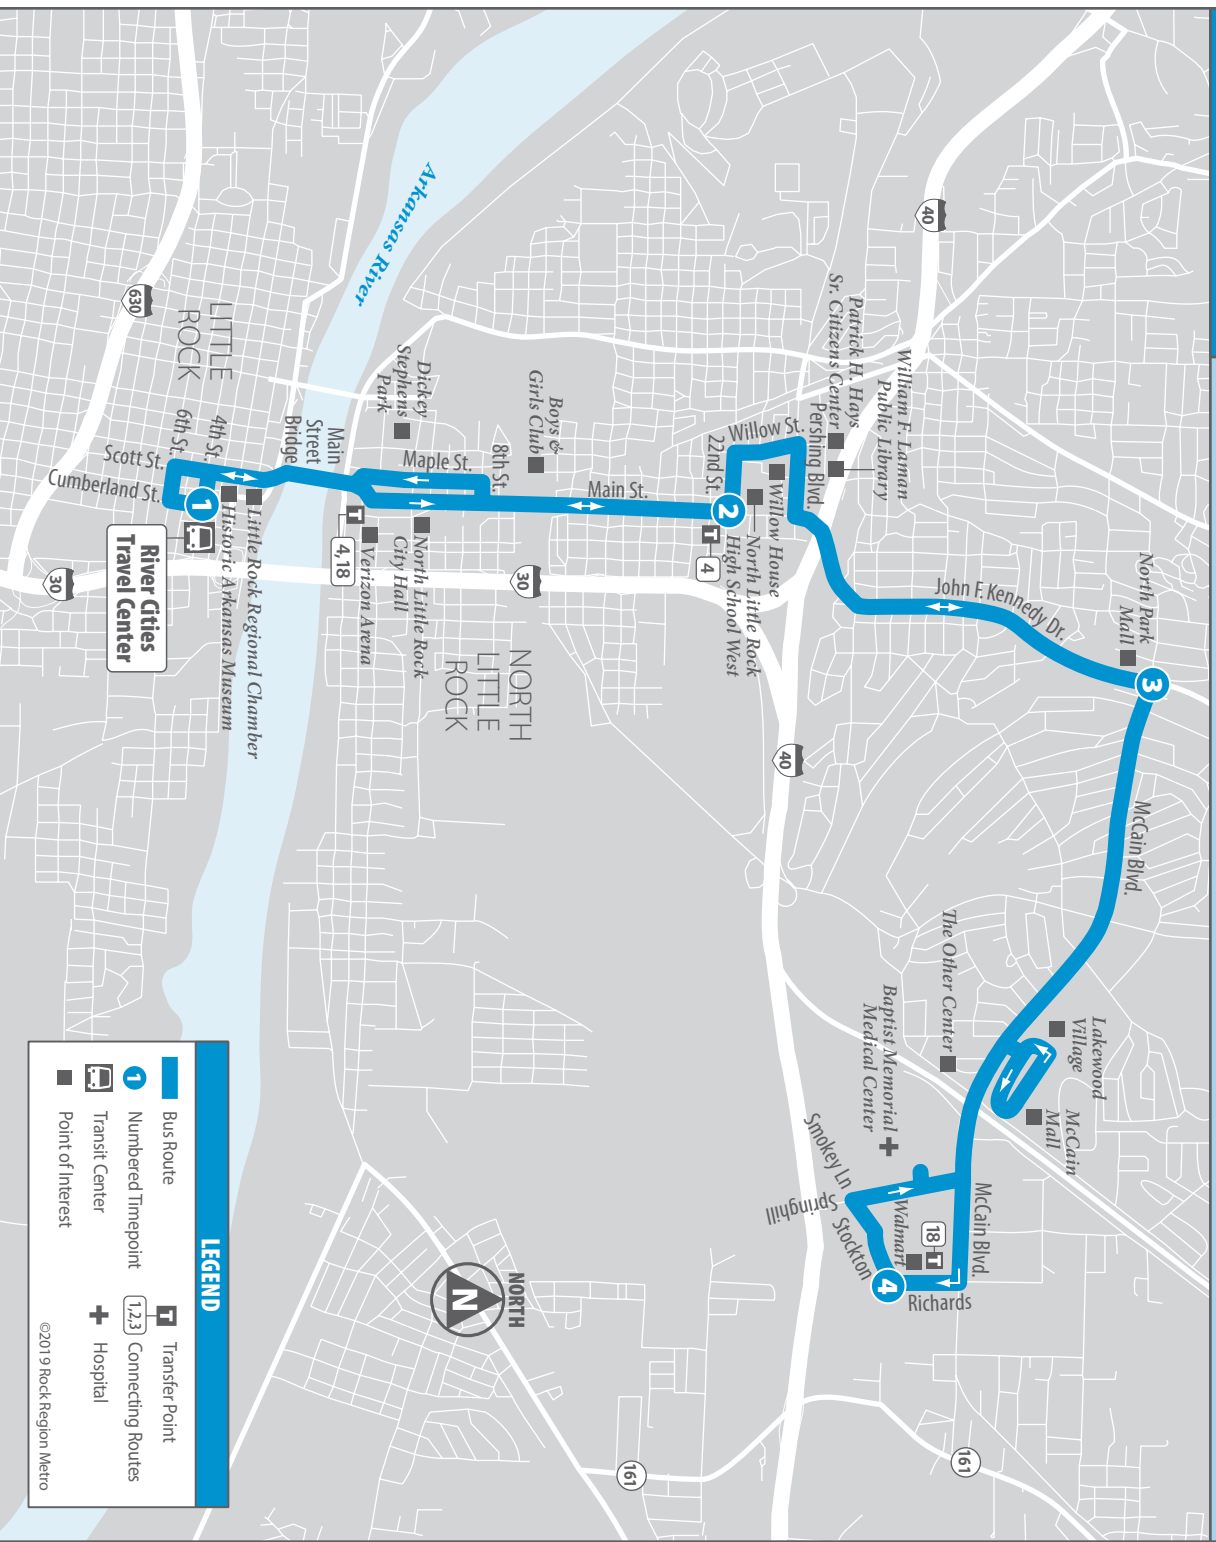 40
William F. Laman
Public Library
Patrick H. Hays
Sr. Citizens Center
Pershing Blvd.
Willow St.
22nd St.
2
Willow House
North Little Rock
High School West
T
4
John F. Kennedy Dr.
North Park
Mall
3
McCain Blvd.
Lakewood
Village
McCain
Mall
The Other Center
Baptist Memorial
Medical Center
McCain Blvd.
Smokey Ln
Springhill
Stockton
Walmart
18
T
4
Richards
40
161
161
Arkansas River
Boys &
Girls Club
Dickey
Stephens
Park
8th St.
Maple St.
Main St.
Main
Street
Bridge
T
4,18
Verizon Arena
North Little Rock
City Hall
30
NORTH
LITTLE
ROCK
630
LITTLE
ROCK
4th St.
6th St.
Scott St.
Cumberland St.
1
Little Rock Regional Chamber
Historic Arkansas Museum
River Cities
Travel Center
30
NORTH
N
LEGEND
Bus Route
1
Numbered Timepoint
Transit Center
Point of Interest
T
Transfer Point
1,2,3
Connecting Routes
Hospital
©2019 Rock Region Metro